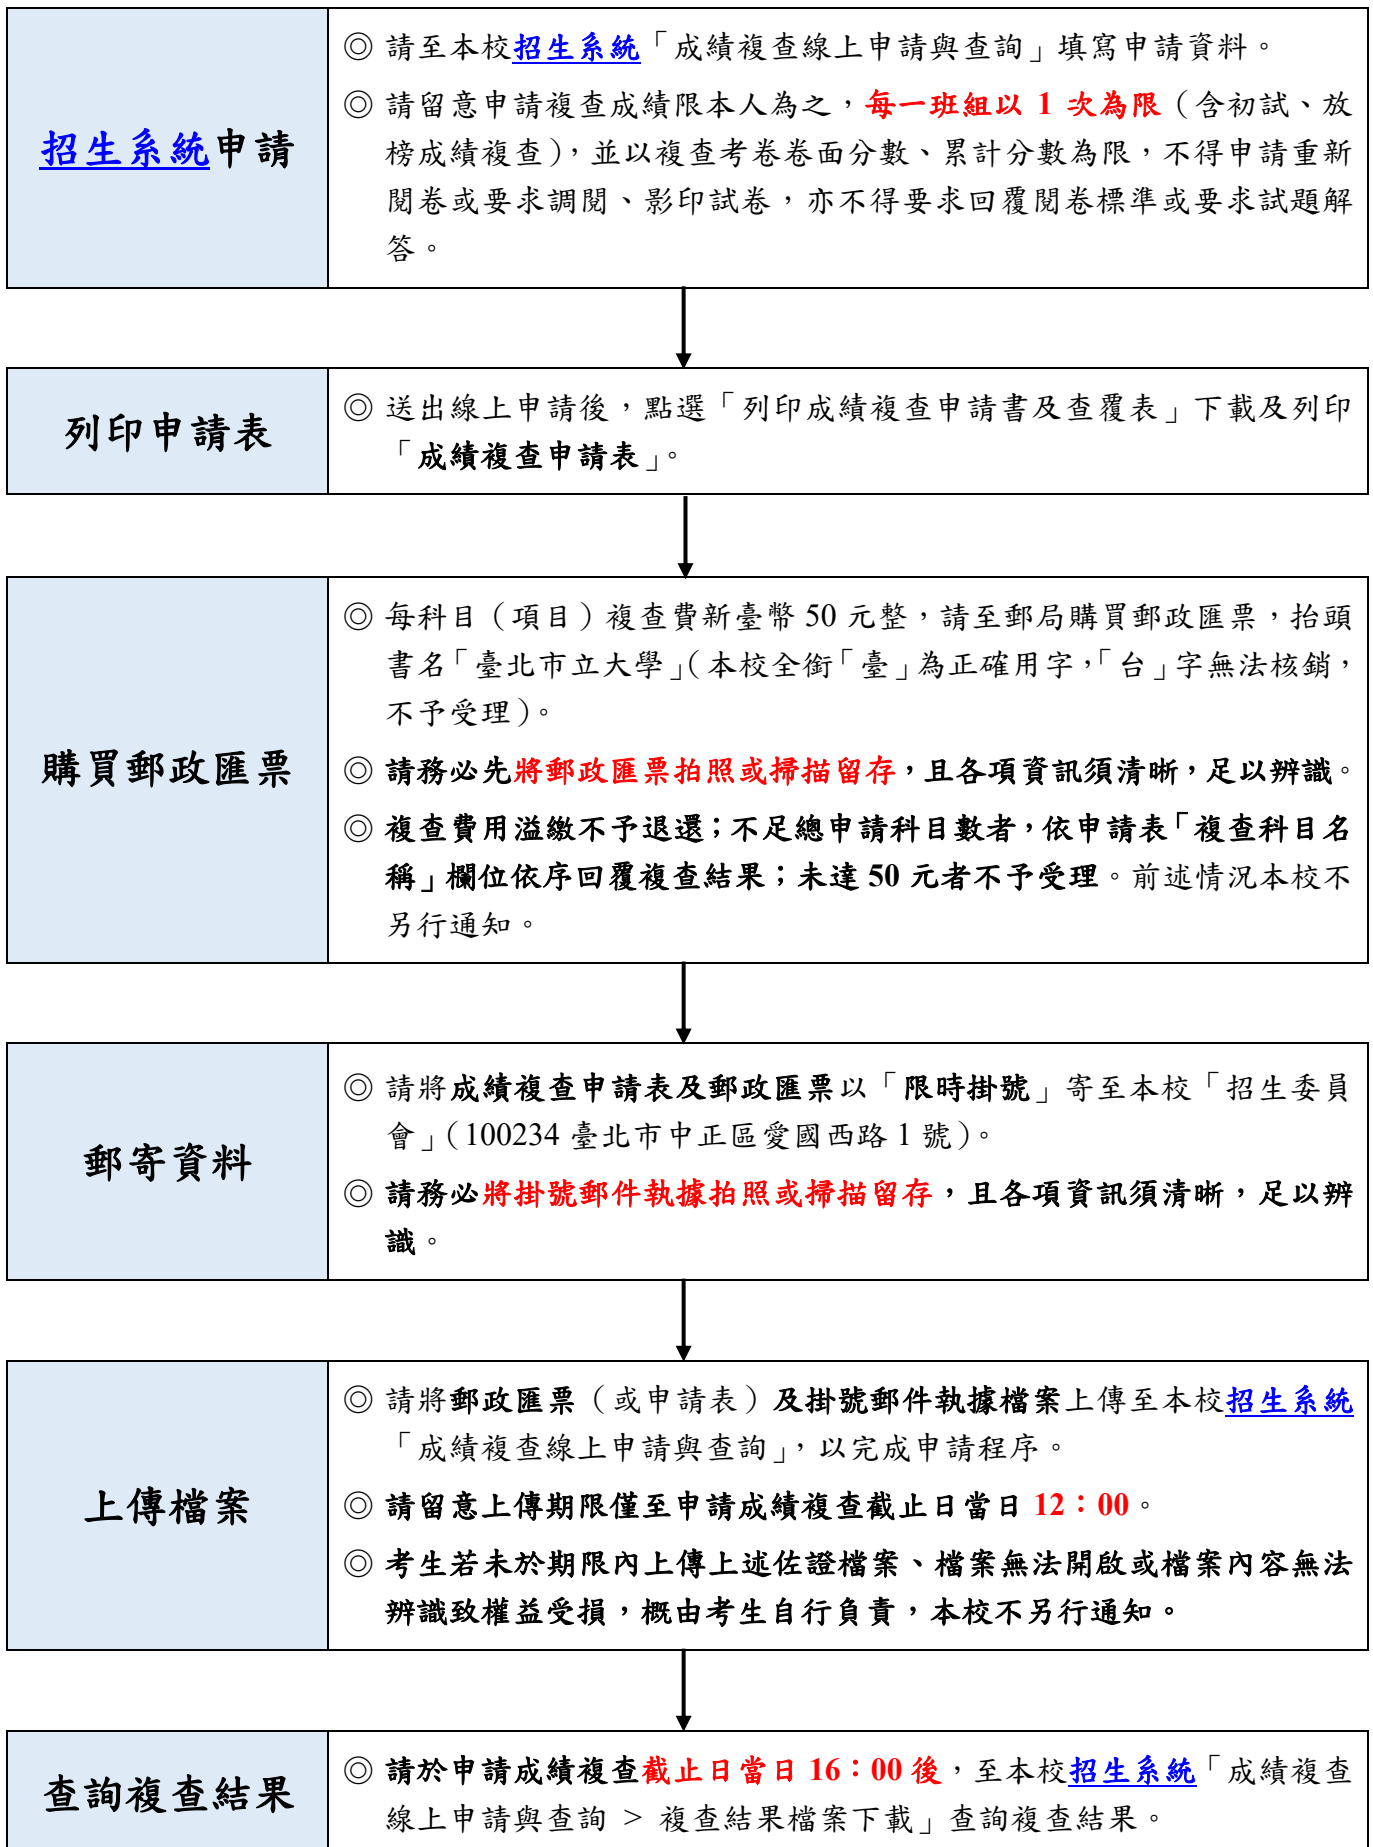 招生系統申請
◎ 請至本校招生系統「成績複查線上申請與查詢」填寫申請資料。
◎ 請留意申請複查成績限本人為之，每一班組以 1 次為限（含初試、放
榜成績複查），並以複查考卷卷面分數、累計分數為限，不得申請重新
閱卷或要求調閱、影印試卷，亦不得要求回覆閱卷標準或要求試題解
答。
列印申請表
◎ 送出線上申請後，點選「列印成績複查申請書及查覆表」下載及列印
「成績複查申請表」。
購買郵政匯票
◎ 每科目（項目）複查費新臺幣 50 元整，請至郵局購買郵政匯票，抬頭
書名「臺北市立大學」（本校全銜「臺」為正確用字，「台」字無法核銷，
不予受理）。
◎ 請務必先將郵政匯票拍照或掃描留存，且各項資訊須清晰，足以辨識。
◎ 複查費用溢繳不予退還；不足總申請科目數者，依申請表「複查科目名
稱」欄位依序回覆複查結果；未達 50 元者不予受理。前述情況本校不
另行通知。
郵寄資料
◎ 請將成績複查申請表及郵政匯票以「限時掛號」寄至本校「招生委員
會」（100234 臺北市中正區愛國西路 1 號）。
◎ 請務必將掛號郵件執據拍照或掃描留存，且各項資訊須清晰，足以辨
識。
上傳檔案
◎ 請將郵政匯票（或申請表）及掛號郵件執據檔案上傳至本校招生系統
「成績複查線上申請與查詢」，以完成申請程序。
◎ 請留意上傳期限僅至申請成績複查截止日當日 12：00。
◎ 考生若未於期限內上傳上述佐證檔案、檔案無法開啟或檔案內容無法
辨識致權益受損，概由考生自行負責，本校不另行通知。
查詢複查結果
◎ 請於申請成績複查截止日當日 16：00 後，至本校招生系統「成績複查
線上申請與查詢 > 複查結果檔案下載」查詢複查結果。